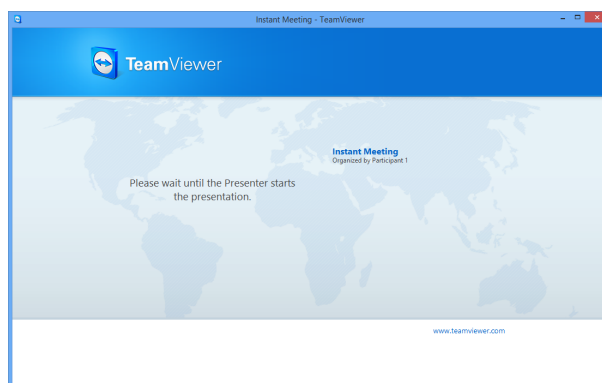 Instant Meeting - TeamViewer
TeamViewer
Instant Meeting
Organized by Participant 1
Please wait until the Presenter starts
the presentation.
www.teamviewer.com